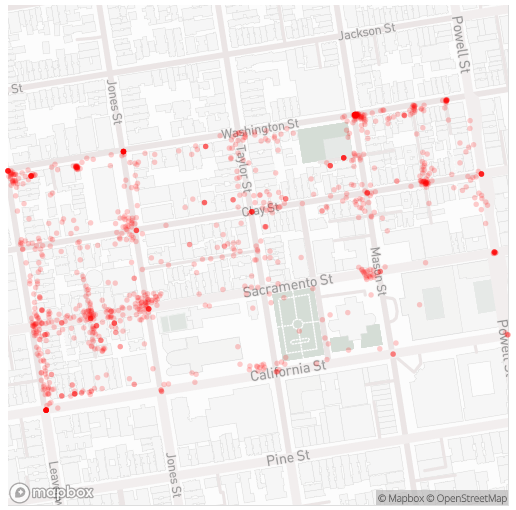 Jackson St
Powell St
St
Jones St
Washington St
Taylor St
Clay St
Mason St
Sacramento St
Powell St
California St
Pine St
Jones St
mapbox
© Mapbox © OpenStreetMap